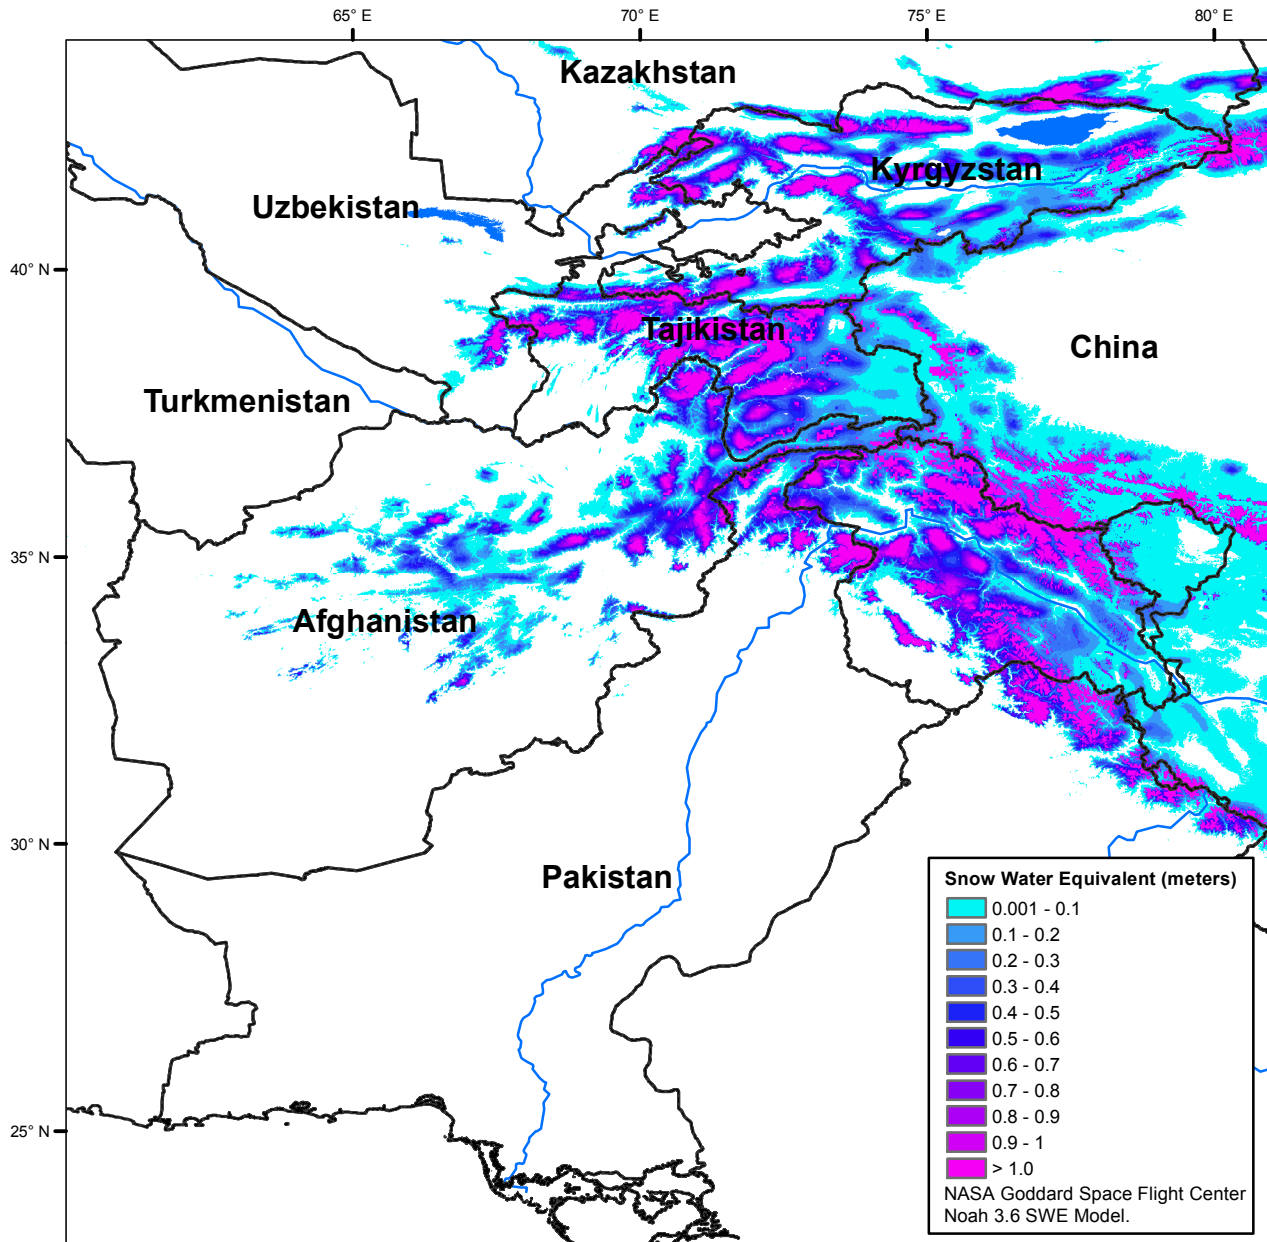 65° E
70° E
75° E
80° E
Kazakhstan
Kyrgyzstan
Uzbekistan
40° N
Tajikistan
China
Turkmenistan
35° N
Afghanistan
30° N
Pakistan
25° N
Snow Water Equivalent (meters)
0.001 - 0.1
0.1 - 0.2
0.2 - 0.3
0.3 - 0.4
0.4 - 0.5
0.5 - 0.6
0.6 - 0.7
0.7 - 0.8
0.8 - 0.9
0.9 - 1
> 1.0
NASA Goddard Space Flight Center
Noah 3.6 SWE Model.